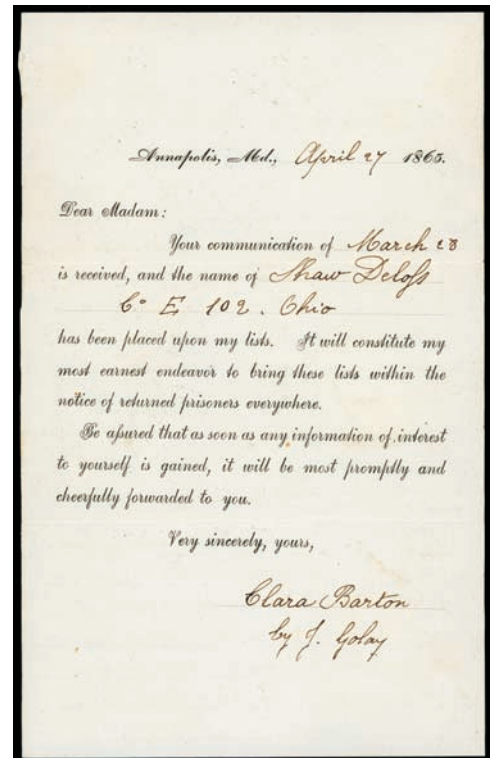 Annapolis, Md., April 27 1865.
Dear Madam:
Your communication of March 28
is received, and the name of Shaw Deloſs
Co E 102. Ohio
has been placed upon my lists. It will constitute my
most earnest endeavor to bring these lists within the
notice of returned prisoners everywhere.
Be aſsured that as soon as any information of interest
to yourself is gained, it will be most promptly and
cheerfully forwarded to you.
Very sincerely, yours,
Clara Barton
by J. Golay